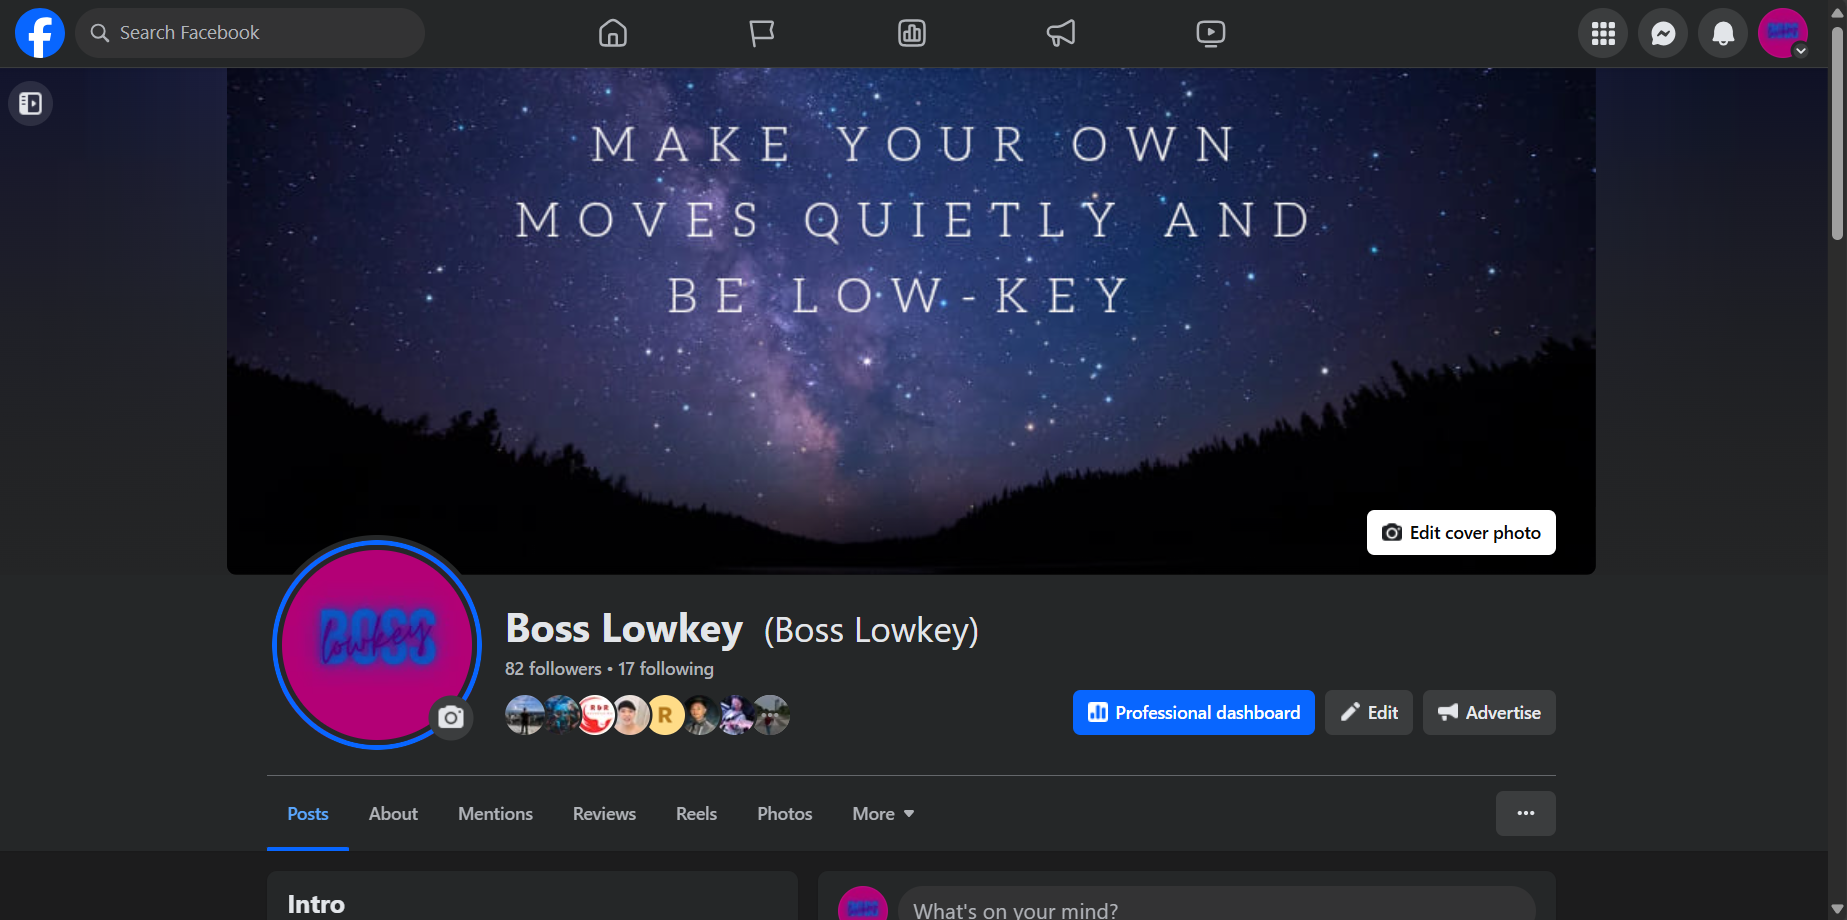 Search Facebook
MAKE YOUR OWN
MOVES QUIETLY AND
BE LOW-KEY
Edit cover photo
BOSS
lowkey
Boss Lowkey (Boss Lowkey)
82 followers • 17 following
R&R
R
Professional dashboard
Edit
Advertise
Posts
About
Mentions
Reviews
Reels
Photos
More
Intro
What's on your mind?